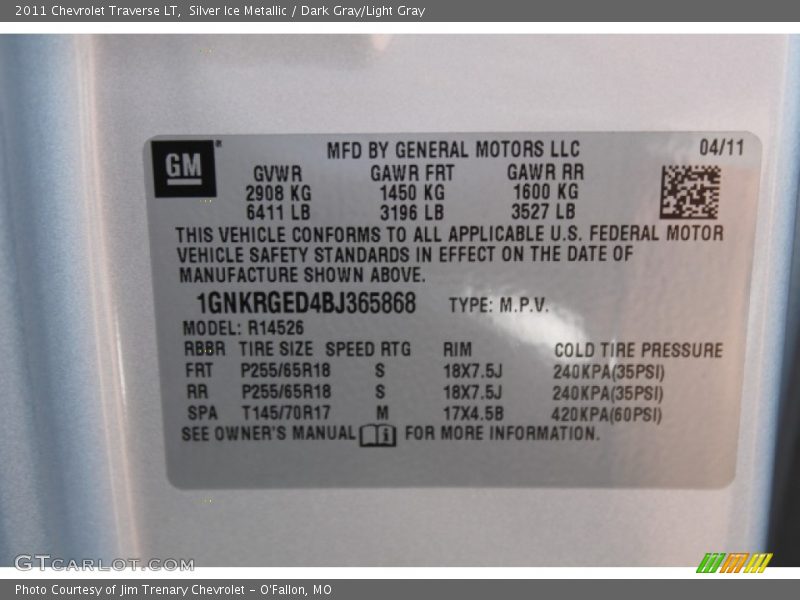 2011 Chevrolet Traverse LT, Silver Ice Metallic / Dark Gray/Light Gray
GM
MFD BY GENERAL MOTORS LLC 04/11
GVWR GAWR FRT GAWR RR
2908 KG 1450 KG 1600 KG
6411 LB 3196 LB 3527 LB
THIS VEHICLE CONFORMS TO ALL APPLICABLE U.S. FEDERAL MOTOR
VEHICLE SAFETY STANDARDS IN EFFECT ON THE DATE OF
MANUFACTURE SHOWN ABOVE.
1GNKRGED4BJ365868 TYPE: M.P.V.
MODEL: R14526
RBBR TIRE SIZE SPEED RTG RIM COLD TIRE PRESSURE
FRT P255/65R18 S 18X7.5J 240KPA(35PSI)
RR P255/65R18 S 18X7.5J 240KPA(35PSI)
SPA T145/70R17 M 17X4.5B 420KPA(60PSI)
SEE OWNER'S MANUAL i FOR MORE INFORMATION.
GTCARLOT.COM
Photo Courtesy of Jim Trenary Chevrolet - O'Fallon, MO